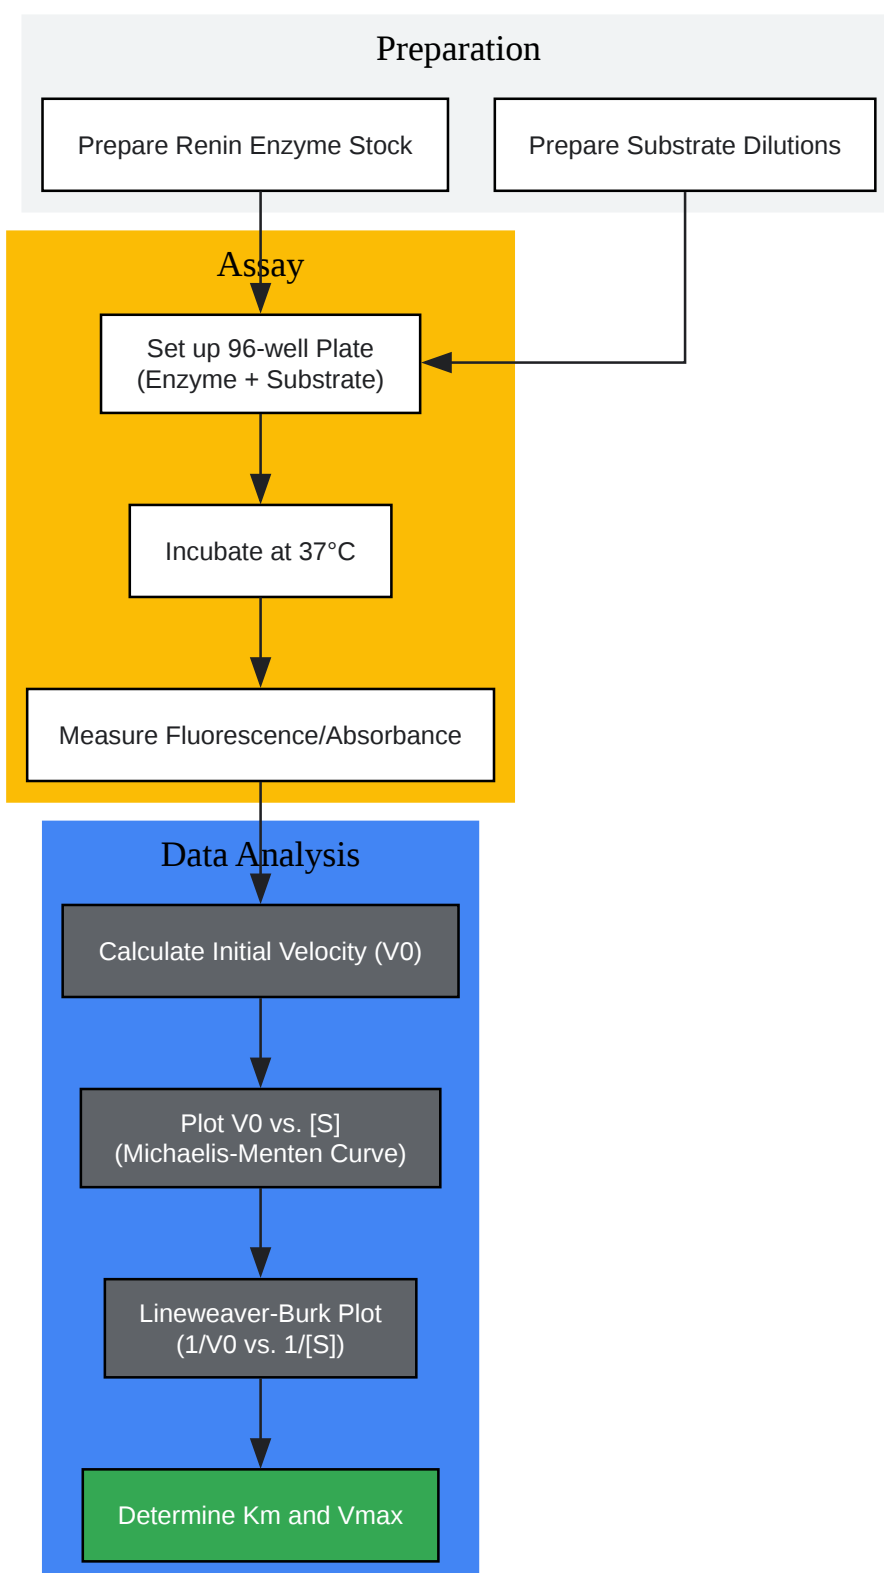 Preparation
Prepare Renin Enzyme Stock
Prepare Substrate Dilutions
Assay
Set up 96-well Plate
(Enzyme + Substrate)
Incubate at 37°C
Measure Fluorescence/Absorbance
Data Analysis
Calculate Initial Velocity (V0)
Plot V0 vs. [S]
(Michaelis-Menten Curve)
Lineweaver-Burk Plot
(1/V0 vs. 1/[S])
Determine Km and Vmax